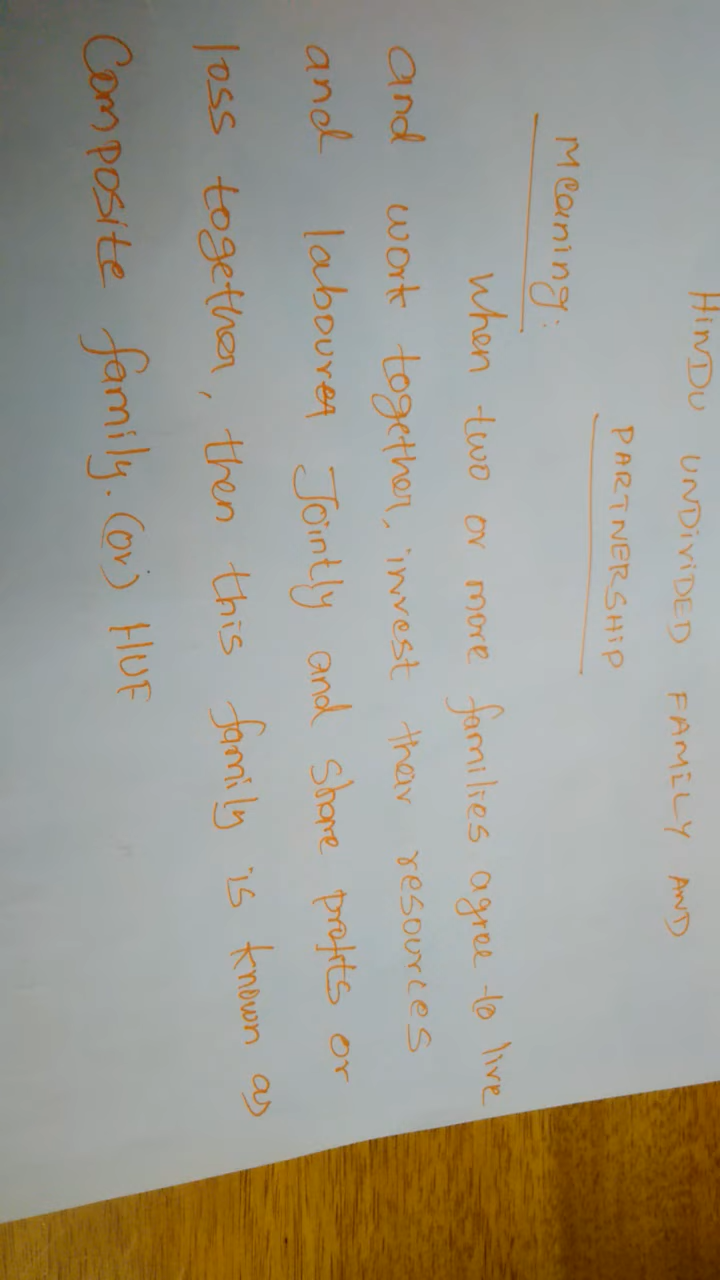 HINDU UNDIVIDED FAMILY AND
PARTNERSHIP
Meaning:
When two or more families agree to live
and work together, invest their resources
and labour Jointly and share profits or
loss together, then this family is known as
Composite family. (or) HUF